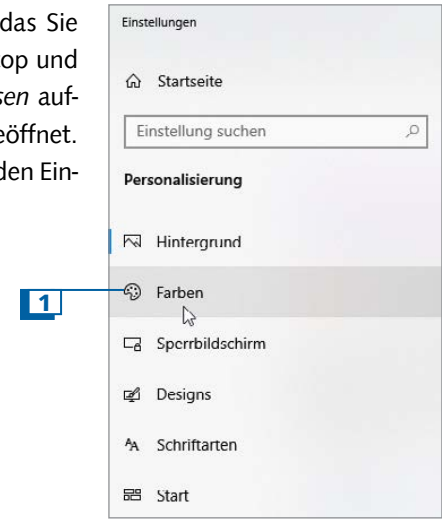 das Sie
top und
sen auf-
eöffnet.
den Ein-
Einstellungen
Startseite
Einstellung suchen
Personalisierung
Hintergrund
1
Farben
Sperrbildschirm
Designs
Schriftarten
Start